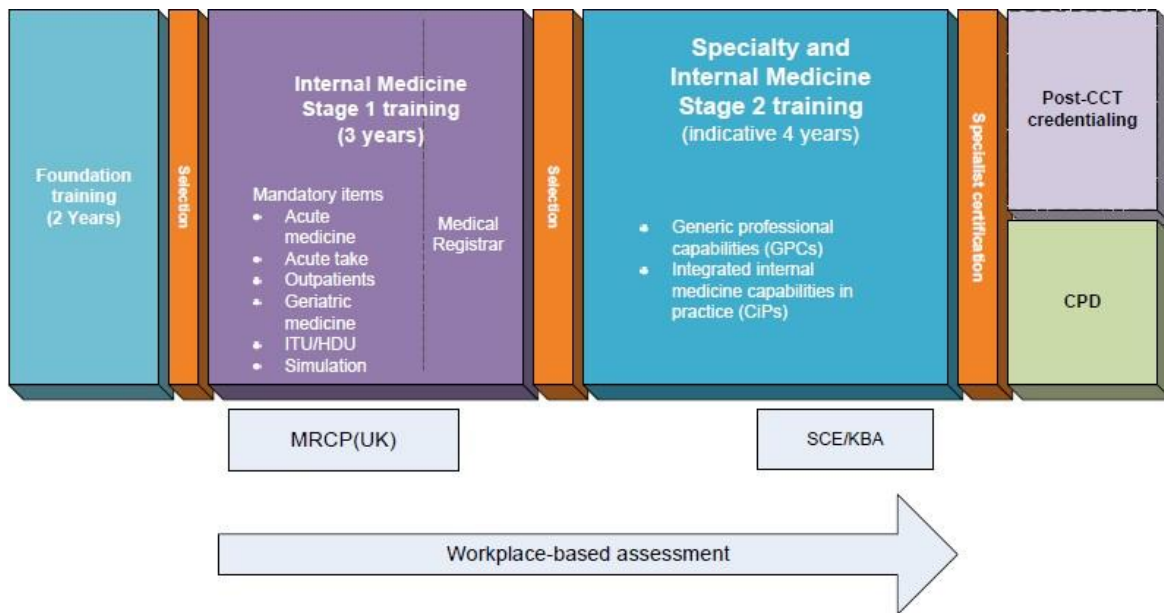 Foundation
training
(2 Years)
Selection
Internal Medicine
Stage 1 training
(3 years)
Mandatory items
Acute
medicine
Acute take
Outpatients
Geriatric
medicine
ITU/HDU
Simulation
Medical
Registrar
Selection
Specialty and
Internal Medicine
Stage 2 training
(indicative 4 years)
Generic professional
capabilities (GPCs)
Integrated internal
medicine capabilities in
practice (CiPs)
Specialist certification
Post-CCT
credentialing
CPD
MRCP(UK)
SCE/KBA
Workplace-based assessment